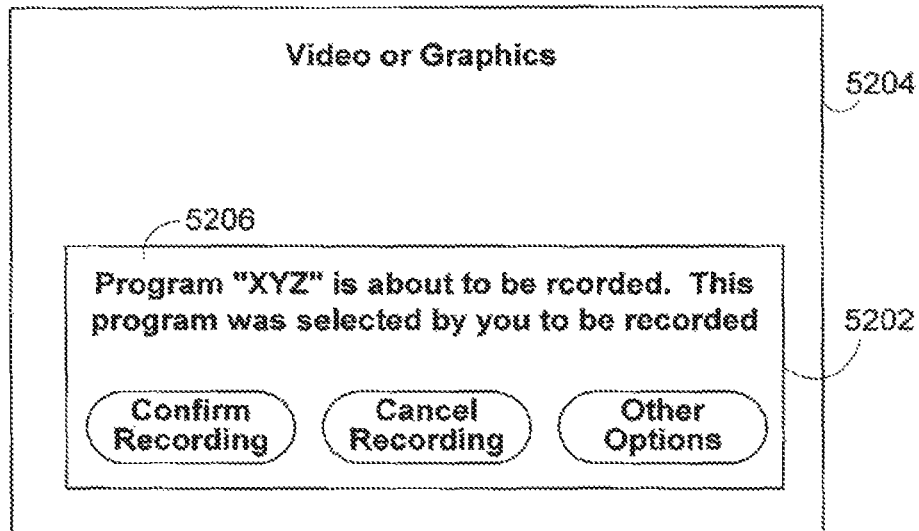 Video or Graphics
5204
5206
Program "XYZ" is about to be rcorded. This
program was selected by you to be recorded
5202
Confirm
Recording
Cancel
Recording
Other
Options